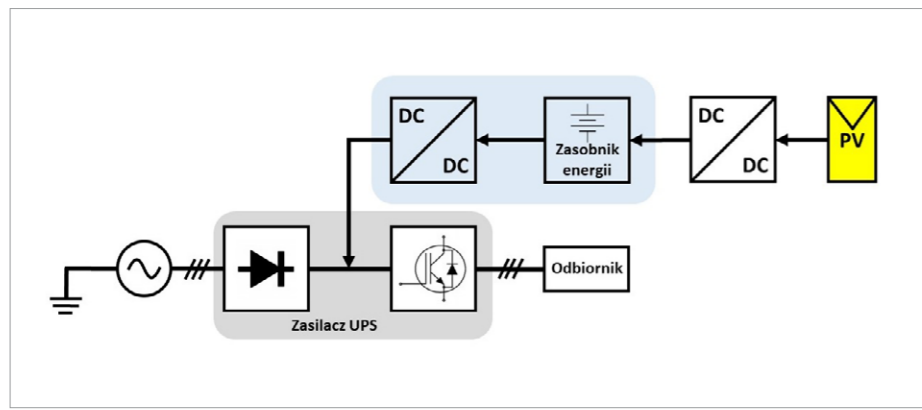 DC
DC
Zasobnik
energii
DC
DC
PV
Odbiornik
Zasilacz UPS